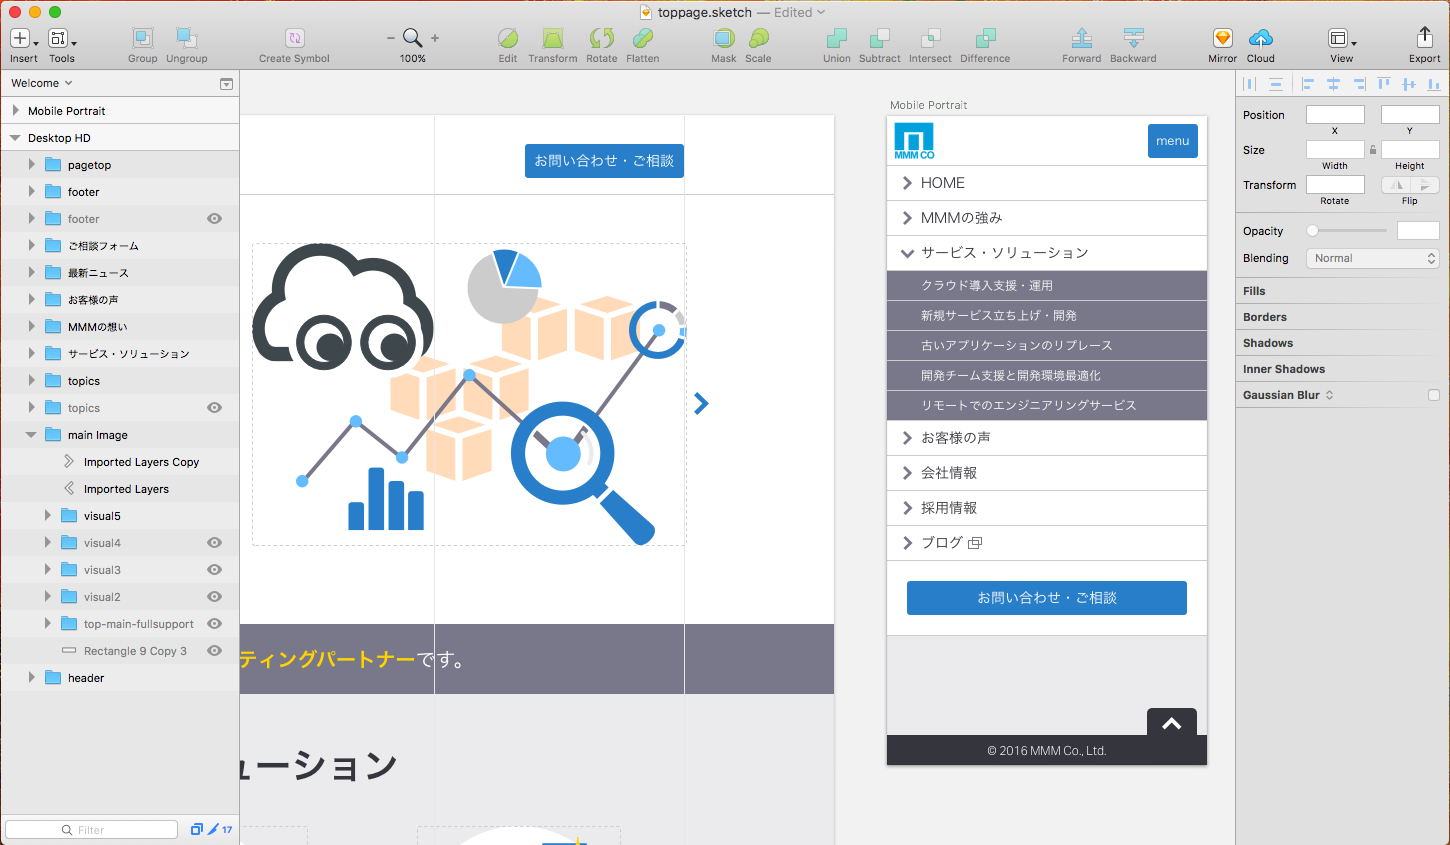 toppage.sketch — Edited
Insert
Tools
Group
Ungroup
Create Symbol
100%
Edit
Transform
Rotate
Flatten
Mask
Scale
Union
Subtract
Intersect
Difference
Forward
Backward
Mirror
Cloud
View
Export
Welcome
Mobile Portrait
Desktop HD
pagetop
footer
footer
ご相談フォーム
最新ニュース
お客様の声
MMMの想い
サービス・ソリューション
topics
topics
main Image
Imported Layers Copy
Imported Layers
visual5
visual4
visual3
visual2
top-main-fullsupport
Rectangle 9 Copy 3
header
Filter
17
お問い合わせ・ご相談
ティングパートナーです。
ューション
Mobile Portrait
MMM CO
menu
HOME
MMMの強み
サービス・ソリューション
クラウド導入支援・運用
新規サービス立ち上げ・開発
古いアプリケーションのリプレース
開発チーム支援と開発環境最適化
リモートでのエンジニアリングサービス
お客様の声
会社情報
採用情報
ブログ
お問い合わせ・ご相談
© 2016 MMM Co., Ltd.
Position
X
Y
Size
Width
Height
Transform
Rotate
Flip
Opacity
Blending
Normal
Fills
Borders
Shadows
Inner Shadows
Gaussian Blur